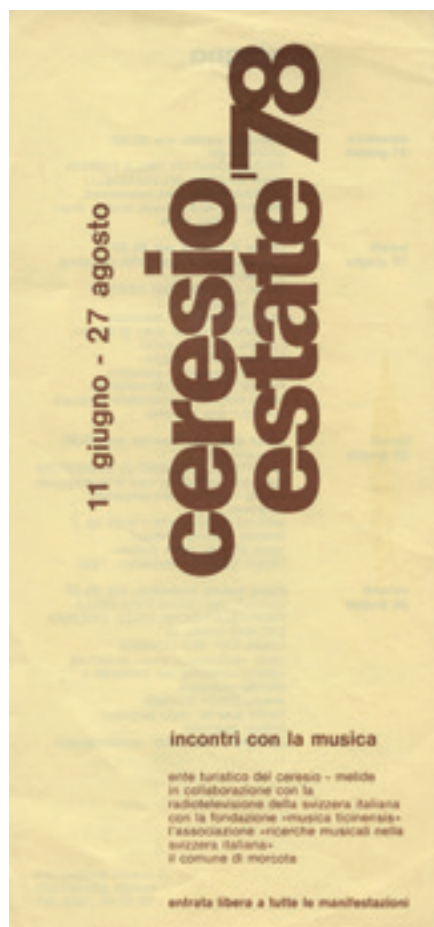 ceresio
estate '78
11 giugno - 27 agosto
incontri con la musica
ente turistico del ceresio - melide
in collaborazione con la
radiotelevisione della svizzera italiana
con la fondazione «musica ticinensis»
l'associazione «ricerche musicali nella
svizzera italiana»
il comune di morcote
entrata libera a tutte le manifestazioni